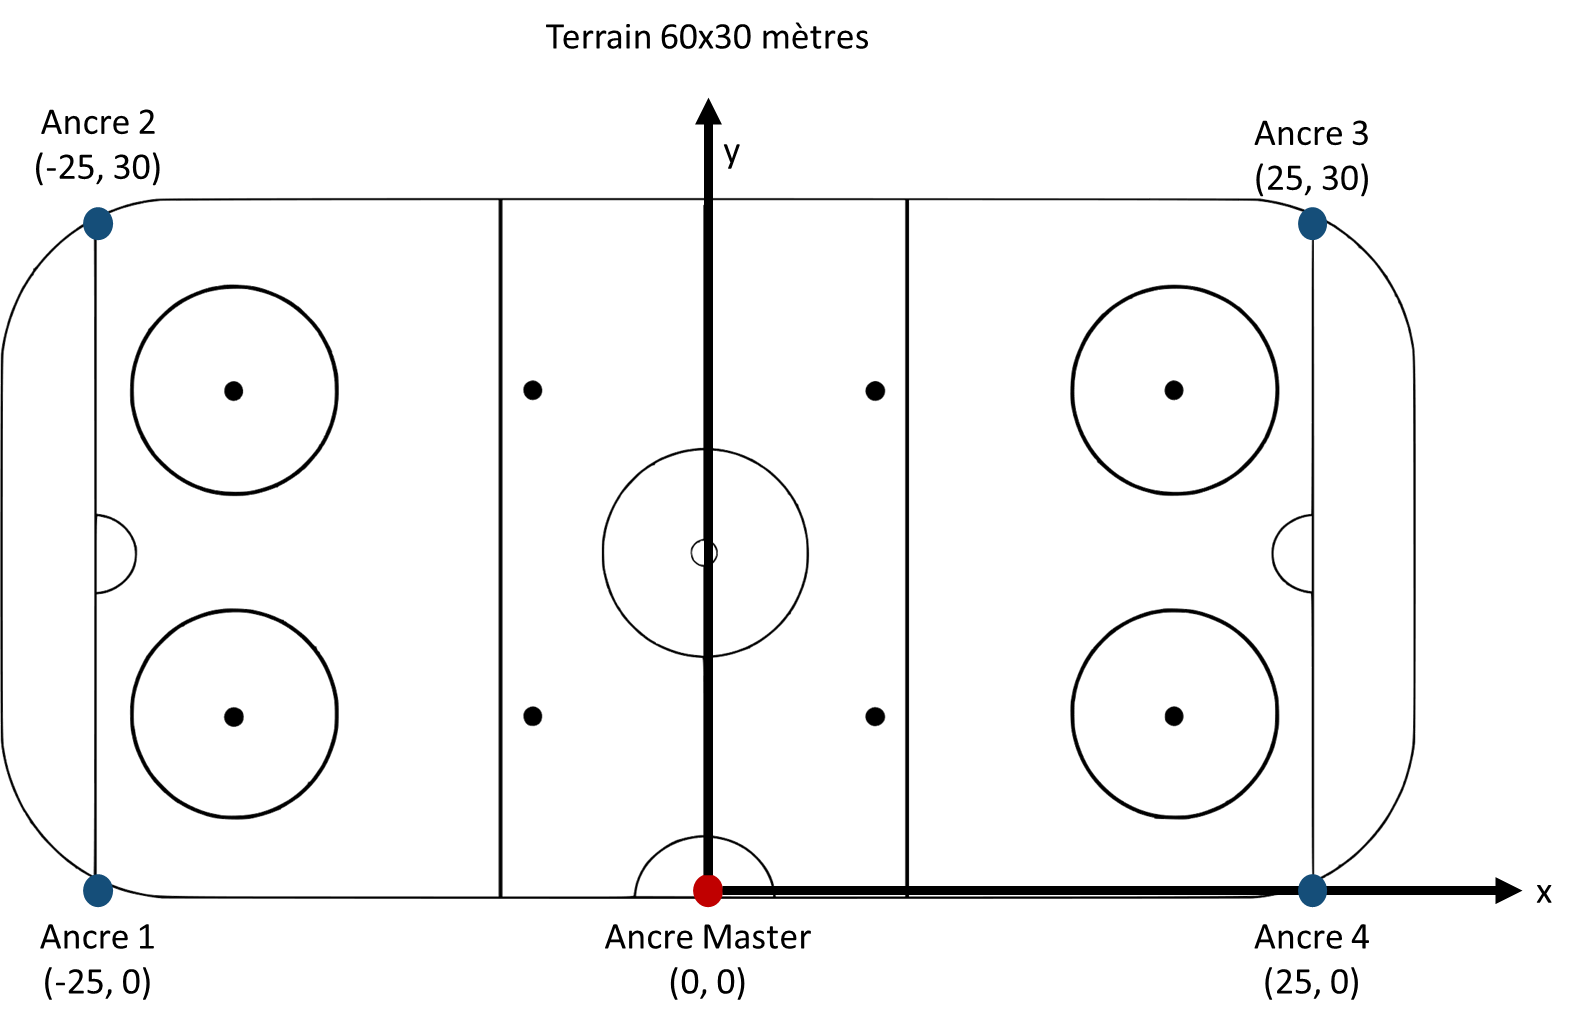 Terrain 60x30 mètres
Ancre 2
(-25, 30)
Ancre 3
(25, 30)
y
x
Ancre 1
(-25, 0)
Ancre Master
(0, 0)
Ancre 4
(25, 0)